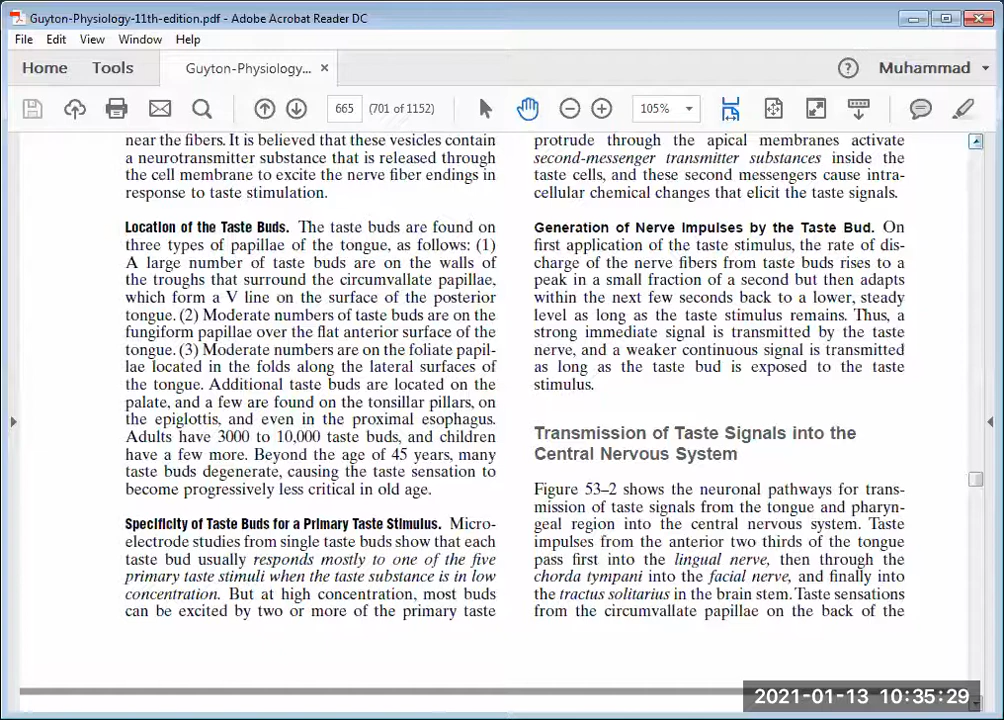 Guyton-Physiology-11th-edition.pdf - Adobe Acrobat Reader DC
File Edit View Window Help
Home Tools Guyton-Physiology... × ? Muhammad
665 (701 of 1152) 105%
near the fibers. It is believed that these vesicles contain
a neurotransmitter substance that is released through
the cell membrane to excite the nerve fiber endings in
response to taste stimulation.
Location of the Taste Buds. The taste buds are found on
three types of papillae of the tongue, as follows: (1)
A large number of taste buds are on the walls of
the troughs that surround the circumvallate papillae,
which form a V line on the surface of the posterior
tongue. (2) Moderate numbers of taste buds are on the
fungiform papillae over the flat anterior surface of the
tongue. (3) Moderate numbers are on the foliate papil-
lae located in the folds along the lateral surfaces of
the tongue. Additional taste buds are located on the
palate, and a few are found on the tonsillar pillars, on
the epiglottis, and even in the proximal esophagus.
Adults have 3000 to 10,000 taste buds, and children
have a few more. Beyond the age of 45 years, many
taste buds degenerate, causing the taste sensation to
become progressively less critical in old age.
Specificity of Taste Buds for a Primary Taste Stimulus. Micro-
electrode studies from single taste buds show that each
taste bud usually responds mostly to one of the five
primary taste stimuli when the taste substance is in low
concentration. But at high concentration, most buds
can be excited by two or more of the primary taste
protrude through the apical membranes activate
second-messenger transmitter substances inside the
taste cells, and these second messengers cause intra-
cellular chemical changes that elicit the taste signals.
Generation of Nerve Impulses by the Taste Bud. On
first application of the taste stimulus, the rate of dis-
charge of the nerve fibers from taste buds rises to a
peak in a small fraction of a second but then adapts
within the next few seconds back to a lower, steady
level as long as the taste stimulus remains. Thus, a
strong immediate signal is transmitted by the taste
nerve, and a weaker continuous signal is transmitted
as long as the taste bud is exposed to the taste
stimulus.
Transmission of Taste Signals into the
Central Nervous System
Figure 53–2 shows the neuronal pathways for trans-
mission of taste signals from the tongue and pharyn-
geal region into the central nervous system. Taste
impulses from the anterior two thirds of the tongue
pass first into the lingual nerve, then through the
chorda tympani into the facial nerve, and finally into
the tractus solitarius in the brain stem. Taste sensations
from the circumvallate papillae on the back of the
2021-01-13 10:35:29